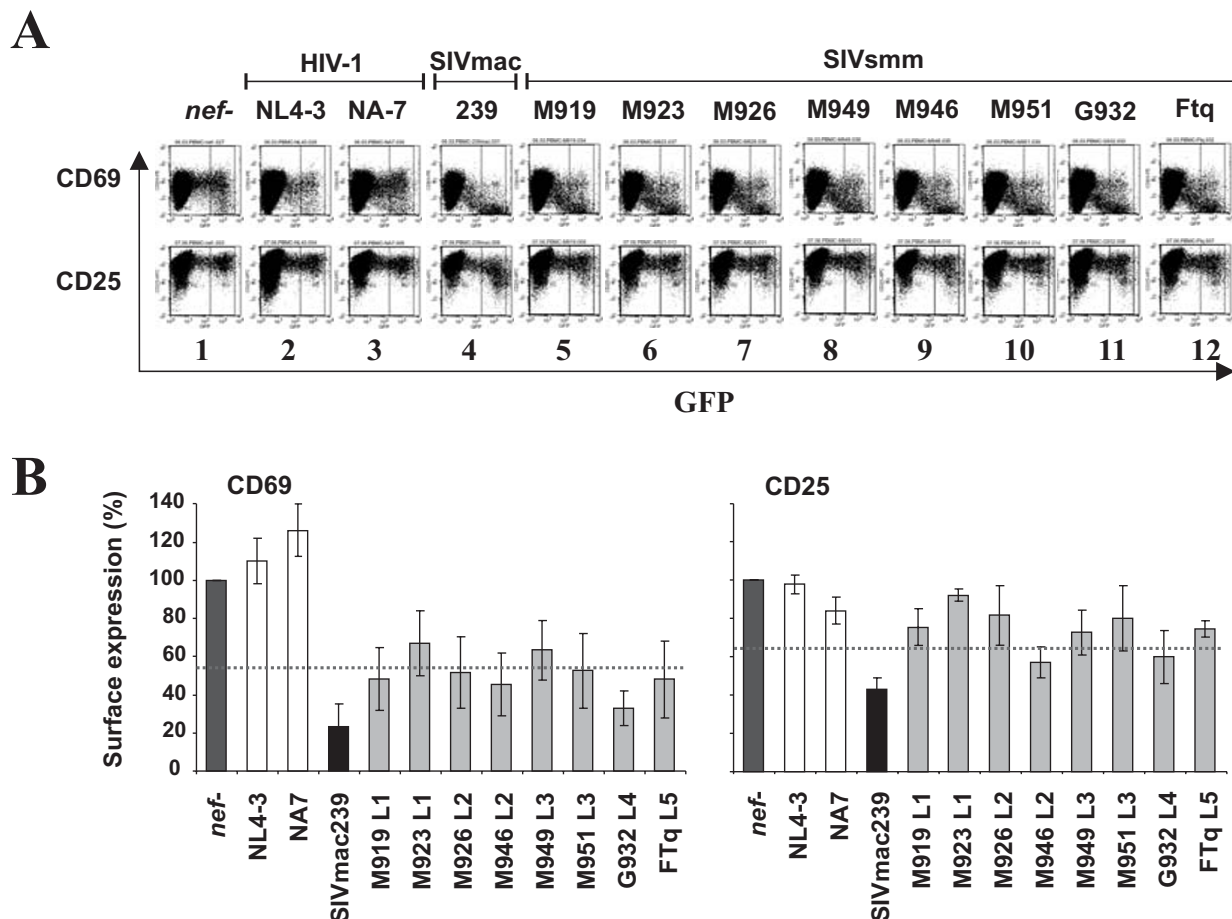 A
HIV-1 SIVmac SIVsmm
nef- NL4-3 NA-7 239 M919 M923 M926 M949 M946 M951 G932 Ftq
CD69
CD25
1 2 3 4 5 6 7 8 9 10 11 12
GFP
B
CD69
Surface expression (%)
140
120
100
80
60
40
20
0
nef-
NL4-3
NA7
SIVmac239
M919 L1
M923 L1
M926 L2
M946 L2
M949 L3
M951 L3
G932 L4
FTq L5
CD25
nef-
NL4-3
NA7
SIVmac239
M919 L1
M923 L1
M926 L2
M946 L2
M949 L3
M951 L3
G932 L4
FTq L5